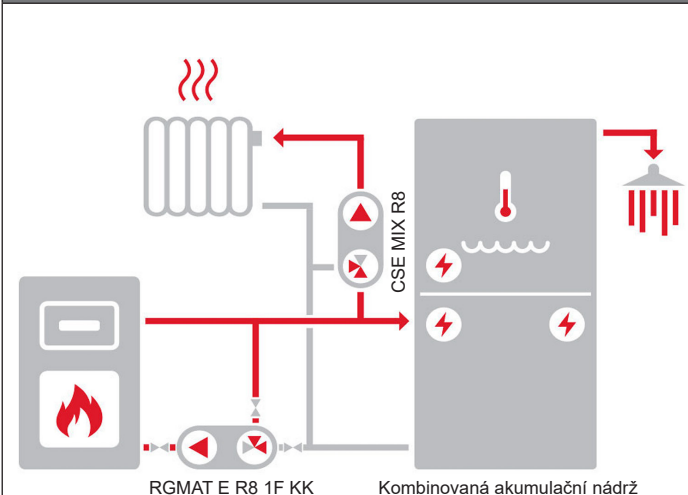 CSE MIX R8
RGMAT E R8 1F KK
Kombinovaná akumulační nádrž